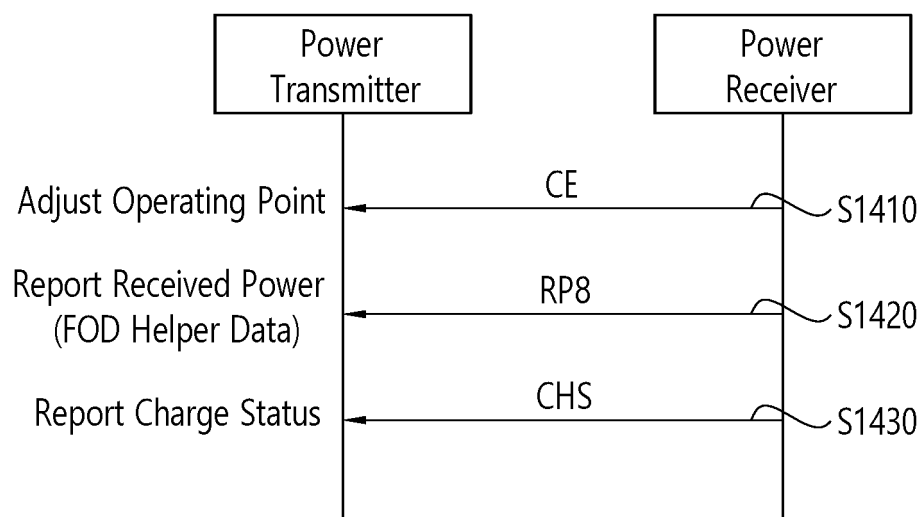 Power
Transmitter
Power
Receiver
Adjust Operating Point
CE
S1410
Report Received Power
(FOD Helper Data)
RP8
S1420
Report Charge Status
CHS
S1430